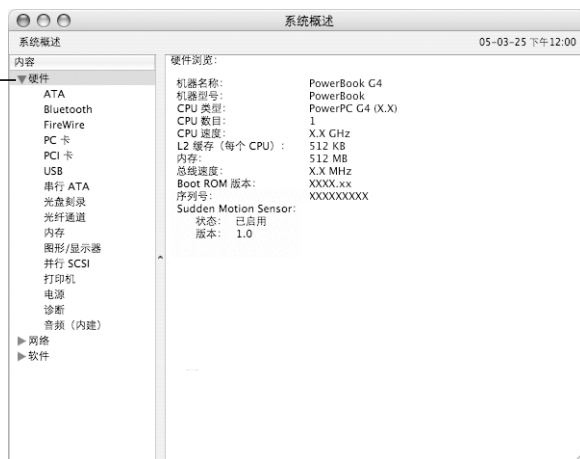 系统概述
系统概述 05-03-25 下午12:00
内容
硬件
ATA
Bluetooth
FireWire
PC 卡
PCI 卡
USB
串行 ATA
光盘刻录
光纤通道
内存
图形/显示器
并行 SCSI
打印机
电源
诊断
音频（内建）
网络
软件
硬件浏览：
机器名称： PowerBook G4
机器型号： PowerBook
CPU 类型： PowerPC G4 (X.X)
CPU 数目： 1
CPU 速度： X.X GHz
L2 缓存（每个 CPU）： 512 KB
内存： 512 MB
总线速度： X.X MHz
Boot ROM 版本： XXXX.xx
序列号： XXXXXXXXX
Sudden Motion Sensor:
状态： 已启用
版本： 1.0